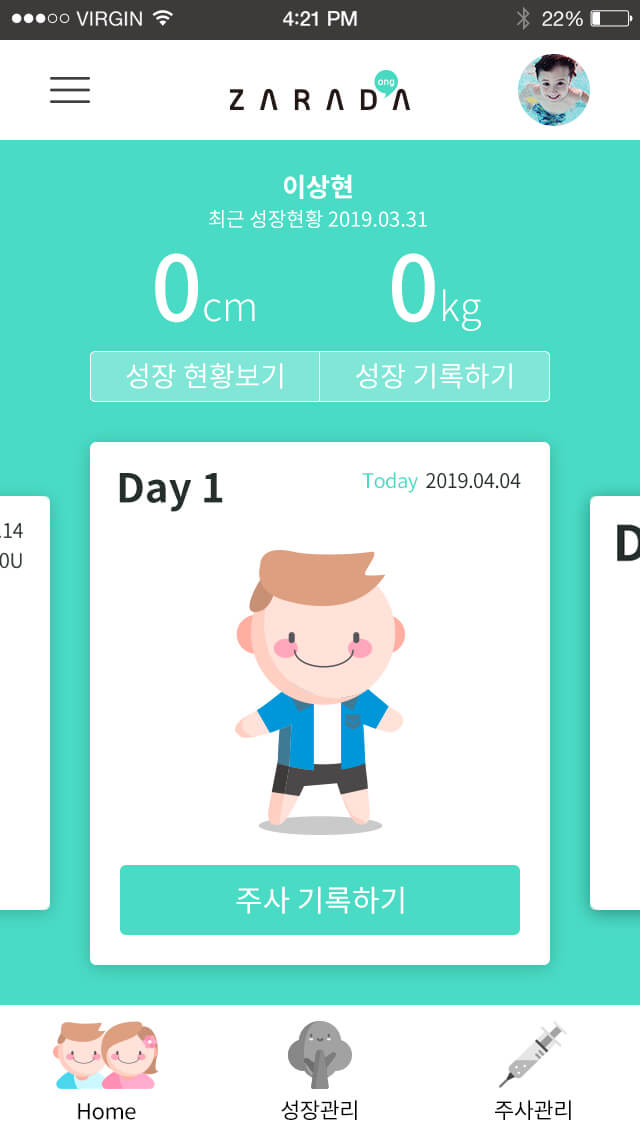 VIRGIN 4:21 PM 22%
ZARADA ong
이상현
최근 성장현황 2019.03.31
0cm 0kg
성장 현황보기 성장 기록하기
Day 1 Today 2019.04.04
.14
0U
D
주사 기록하기
Home 성장관리 주사관리